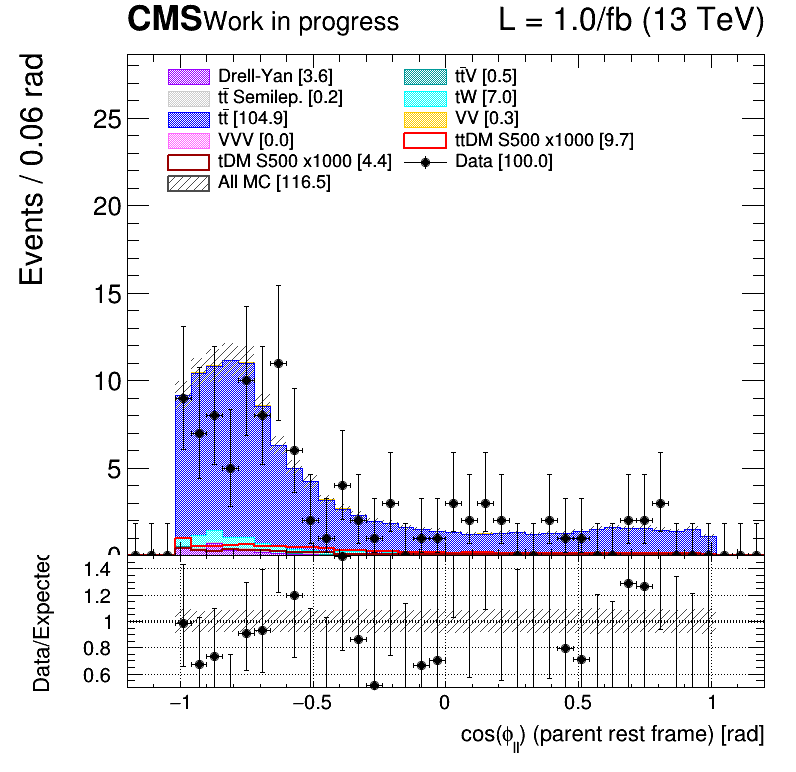 CMS Work in progress L = 1.0/fb (13 TeV)
Drell-Yan [3.6] tt̄V [0.5]
tt̄ Semilep. [0.2] tW [7.0]
tt̄ [104.9] VV [0.3]
VVV [0.0] ttDM S500 x1000 [9.7]
tDM S500 x1000 [4.4] Data [100.0]
All MC [116.5]
Events / 0.06 rad
25
20
15
10
5
0
Data/Expected
1.4
1.2
1
0.8
0.6
−1 −0.5 0 0.5 1
cos(ϕ_ll) (parent rest frame) [rad]